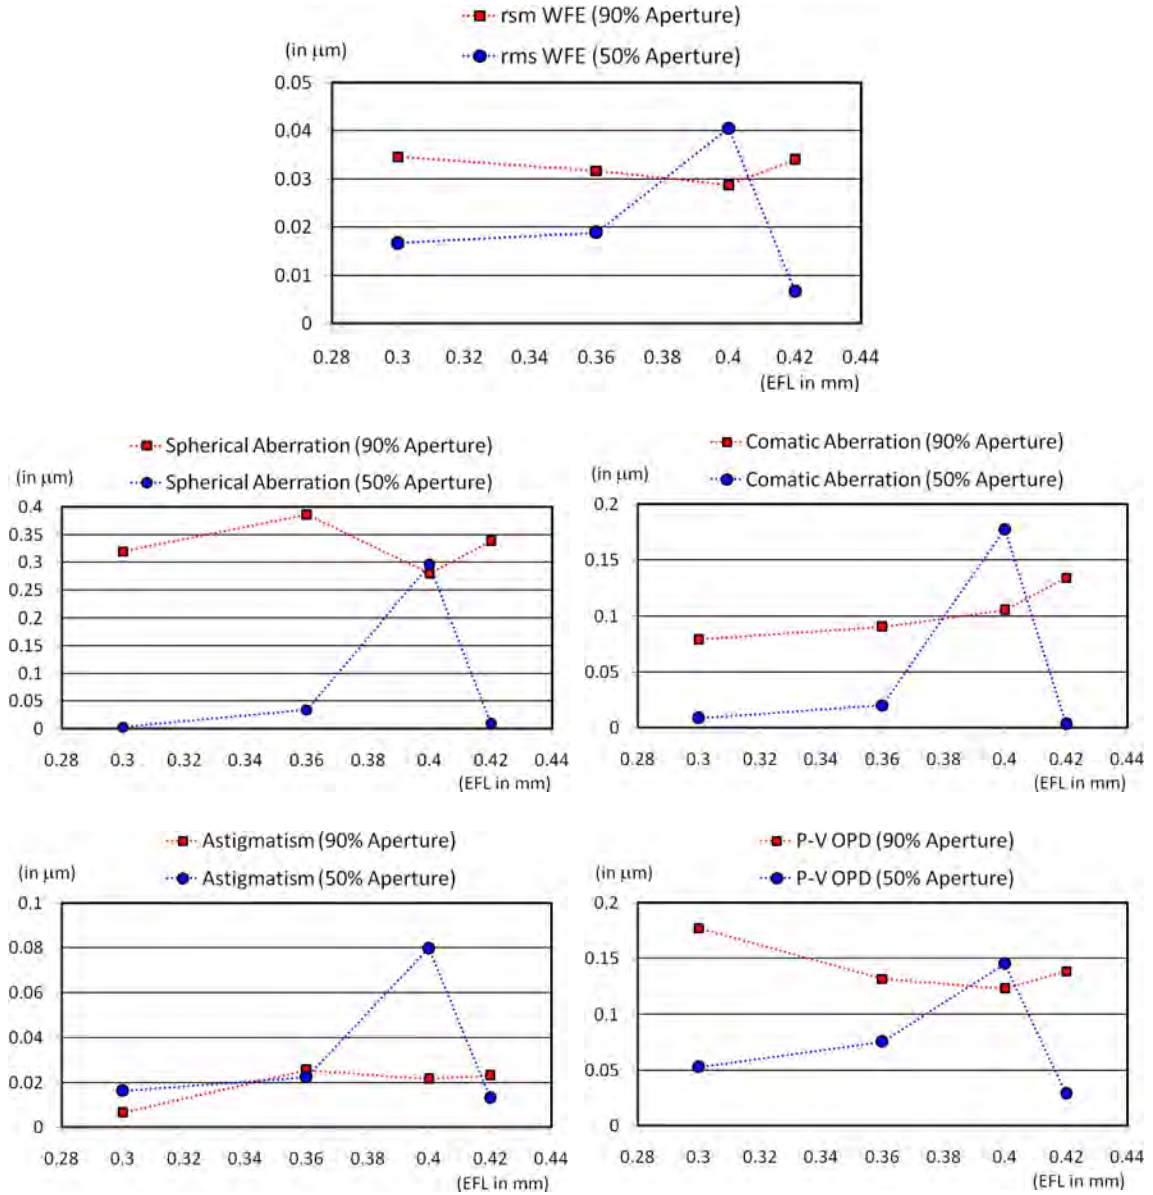 rsm WFE (90% Aperture)
(in μm)
rms WFE (50% Aperture)
0.05
0.04
0.03
0.02
0.01
0
0.28 0.3 0.32 0.34 0.36 0.38 0.4 0.42 0.44
(EFL in mm)
Spherical Aberration (90% Aperture)
(in μm)
Spherical Aberration (50% Aperture)
0.4
0.35
0.3
0.25
0.2
0.15
0.1
0.05
0
0.28 0.3 0.32 0.34 0.36 0.38 0.4 0.42 0.44
(EFL in mm)
Comatic Aberration (90% Aperture)
(in μm)
Comatic Aberration (50% Aperture)
0.2
0.15
0.1
0.05
0
0.28 0.3 0.32 0.34 0.36 0.38 0.4 0.42 0.44
(EFL in mm)
Astigmatism (90% Aperture)
(in μm)
Astigmatism (50% Aperture)
0.1
0.08
0.06
0.04
0.02
0
0.28 0.3 0.32 0.34 0.36 0.38 0.4 0.42 0.44
(EFL in mm)
P-V OPD (90% Aperture)
(in μm)
P-V OPD (50% Aperture)
0.2
0.15
0.1
0.05
0
0.28 0.3 0.32 0.34 0.36 0.38 0.4 0.42 0.44
(EFL in mm)